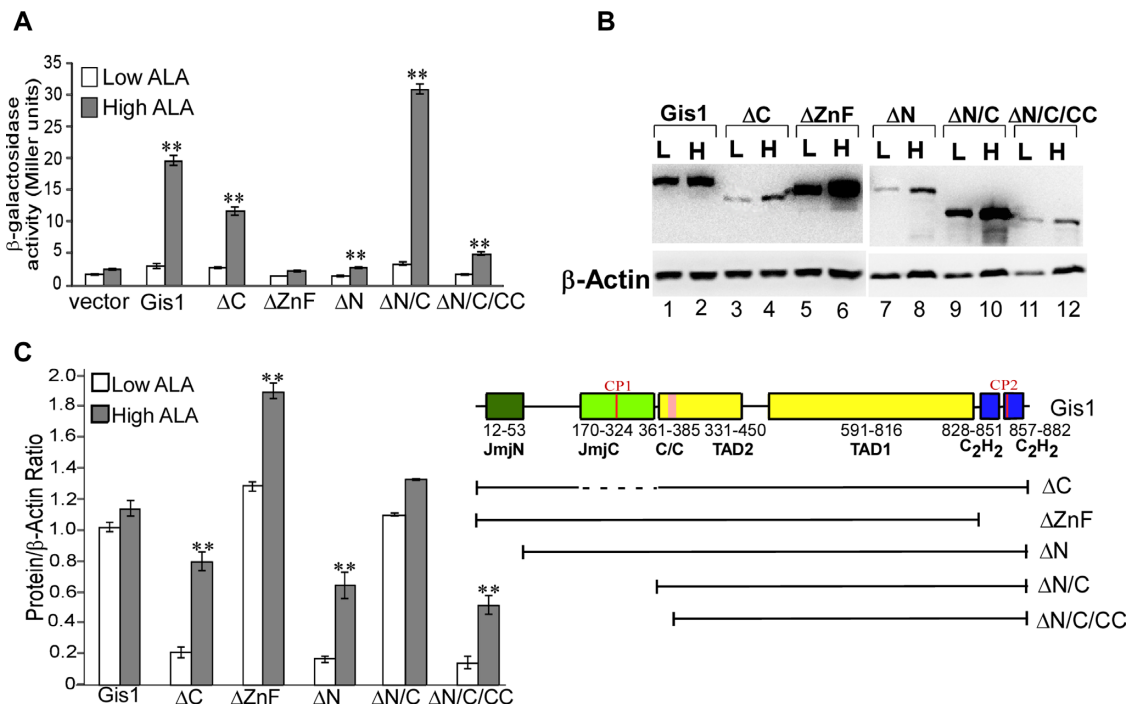 A
β-galactosidase
activity (Miller units)
35
30
25
20
15
10
5
0
Low ALA
High ALA
**
**
**
**
**
vector Gis1 ΔC ΔZnF ΔN ΔN/C ΔN/C/CC
B
Gis1 ΔC ΔZnF ΔN ΔN/C ΔN/C/CC
L H L H L H L H L H L H
β-Actin
1 2 3 4 5 6 7 8 9 10 11 12
C
Protein/β-Actin Ratio
2.0
1.6
1.4
1.2
1.0
0.8
0.6
0.4
0.2
0
Low ALA
High ALA
**
**
**
**
Gis1 ΔC ΔZnF ΔN ΔN/C ΔN/C/CC
CP1 CP2
Gis1
12-53 170-324 361-385 331-450 591-816 828-851 857-882
JmjN JmjC C/C TAD2 TAD1 C2H2 C2H2
ΔC
ΔZnF
ΔN
ΔN/C
ΔN/C/CC